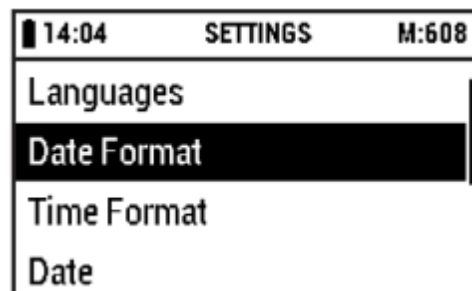 14:04 SETTINGS M:608
Languages
Date Format
Time Format
Date